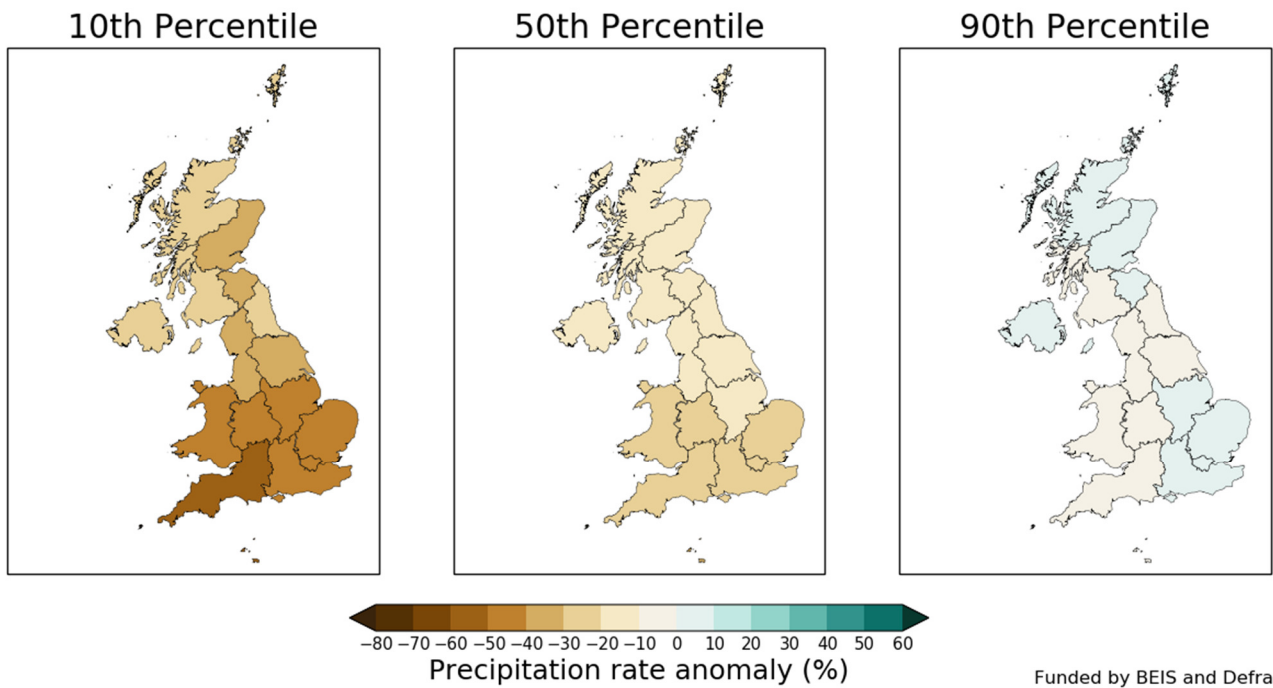 10th Percentile 50th Percentile 90th Percentile
−80 −70 −60 −50 −40 −30 −20 −10 0 10 20 30 40 50 60
Precipitation rate anomaly (%)
Funded by BEIS and Defra